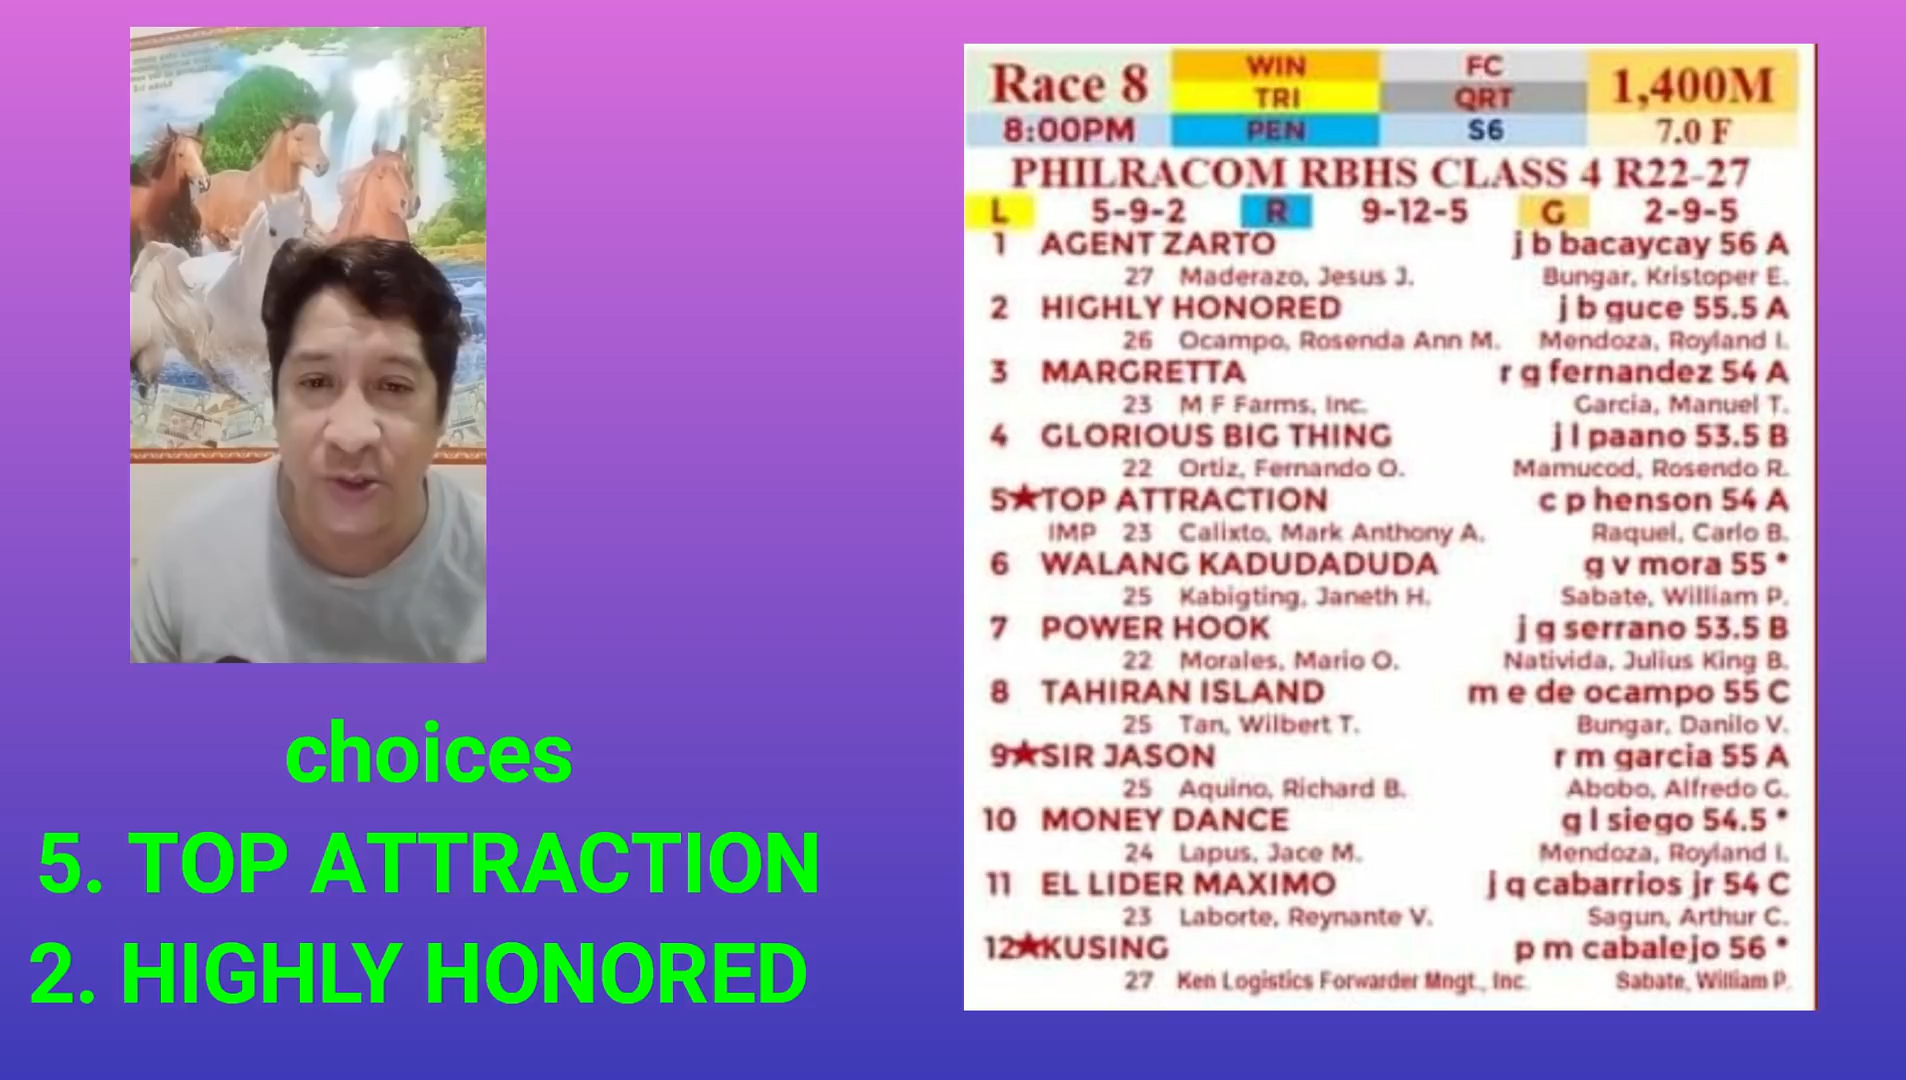 choices
5. TOP ATTRACTION
2. HIGHLY HONORED
Race 8 WIN FC 1,400M
TRI QRT
8:00PM PEN S6 7.0 F
PHILRACOM RBHS CLASS 4 R22-27
L 5-9-2 R 9-12-5 G 2-9-5
1 AGENT ZARTO j b bacaycay 56 A
27 Maderazo, Jesus J. Bungar, Kristoper E.
2 HIGHLY HONORED j b guce 55.5 A
26 Ocampo, Rosenda Ann M. Mendoza, Royland I.
3 MARGRETTA r g fernandez 54 A
23 M F Farms, Inc. Garcia, Manuel T.
4 GLORIOUS BIG THING j l paano 53.5 B
22 Ortiz, Fernando O. Mamucod, Rosendo R.
5★TOP ATTRACTION c p henson 54 A
IMP 23 Calixto, Mark Anthony A. Raquel, Carlo B.
6 WALANG KADUDADUDA g v mora 55 *
25 Kabigting, Janeth H. Sabate, William P.
7 POWER HOOK j g serrano 53.5 B
22 Morales, Mario O. Nativida, Julius King B.
8 TAHIRAN ISLAND m e de ocampo 55 C
25 Tan, Wilbert T. Bungar, Danilo V.
9★SIR JASON r m garcia 55 A
25 Aquino, Richard B. Abobo, Alfredo G.
10 MONEY DANCE g l siego 54.5 *
24 Lapus, Jace M. Mendoza, Royland I.
11 EL LIDER MAXIMO j q cabarrios jr 54 C
23 Laborte, Reynante V. Sagun, Arthur C.
12★KUSING p m cabalejo 56 *
27 Ken Logistics Forwarder Mngt., Inc. Sabate, William P.